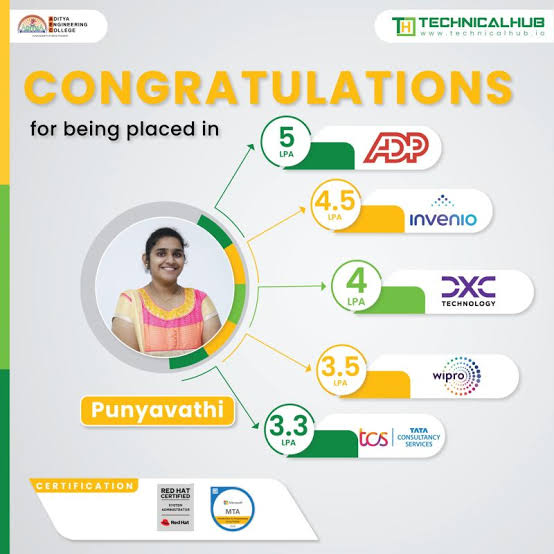 ADITYA
ENGINEERING
COLLEGE
TECHNICALHUB
www.technicalhub.io
CONGRATULATIONS
for being placed in
5
LPA
ADP
4.5
LPA
invenio
4
LPA
DXC
TECHNOLOGY
3.5
LPA
wipro
Punyavathi
3.3
LPA
tcs
TATA
CONSULTANCY
SERVICES
CERTIFICATION
RED HAT
CERTIFIED
SYSTEM
ADMINISTRATOR
Red Hat
Microsoft
MTA